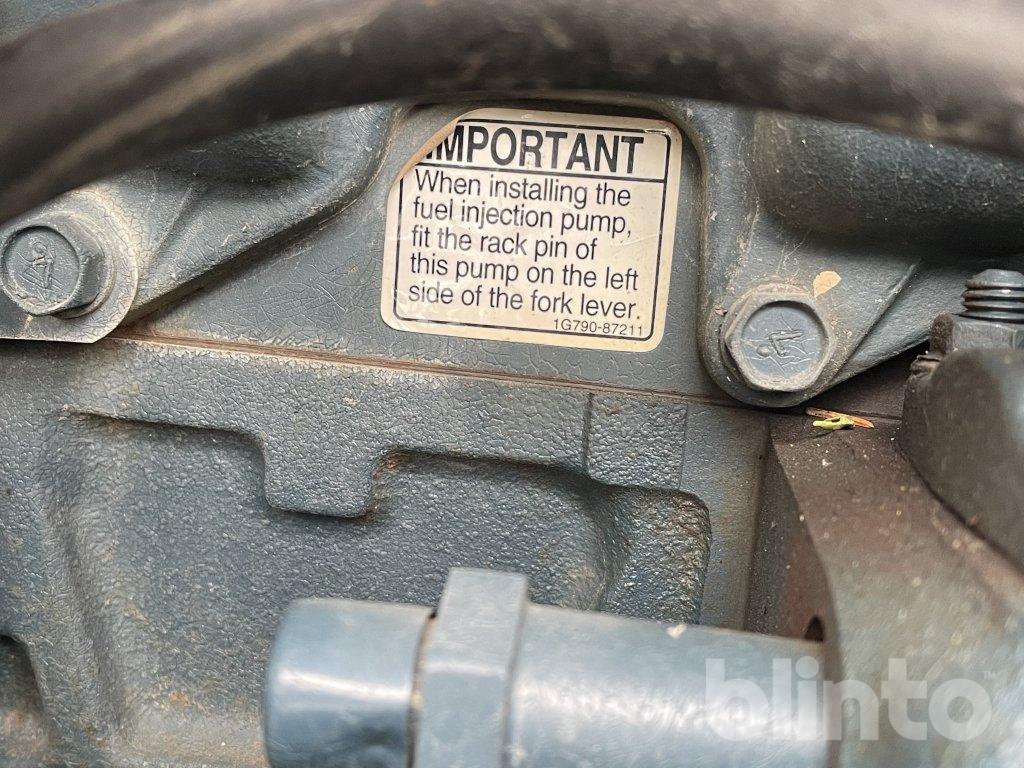 IMPORTANT
When installing the
fuel injection pump,
fit the rack pin of
this pump on the left
side of the fork lever.
1G790-87211
blinto™